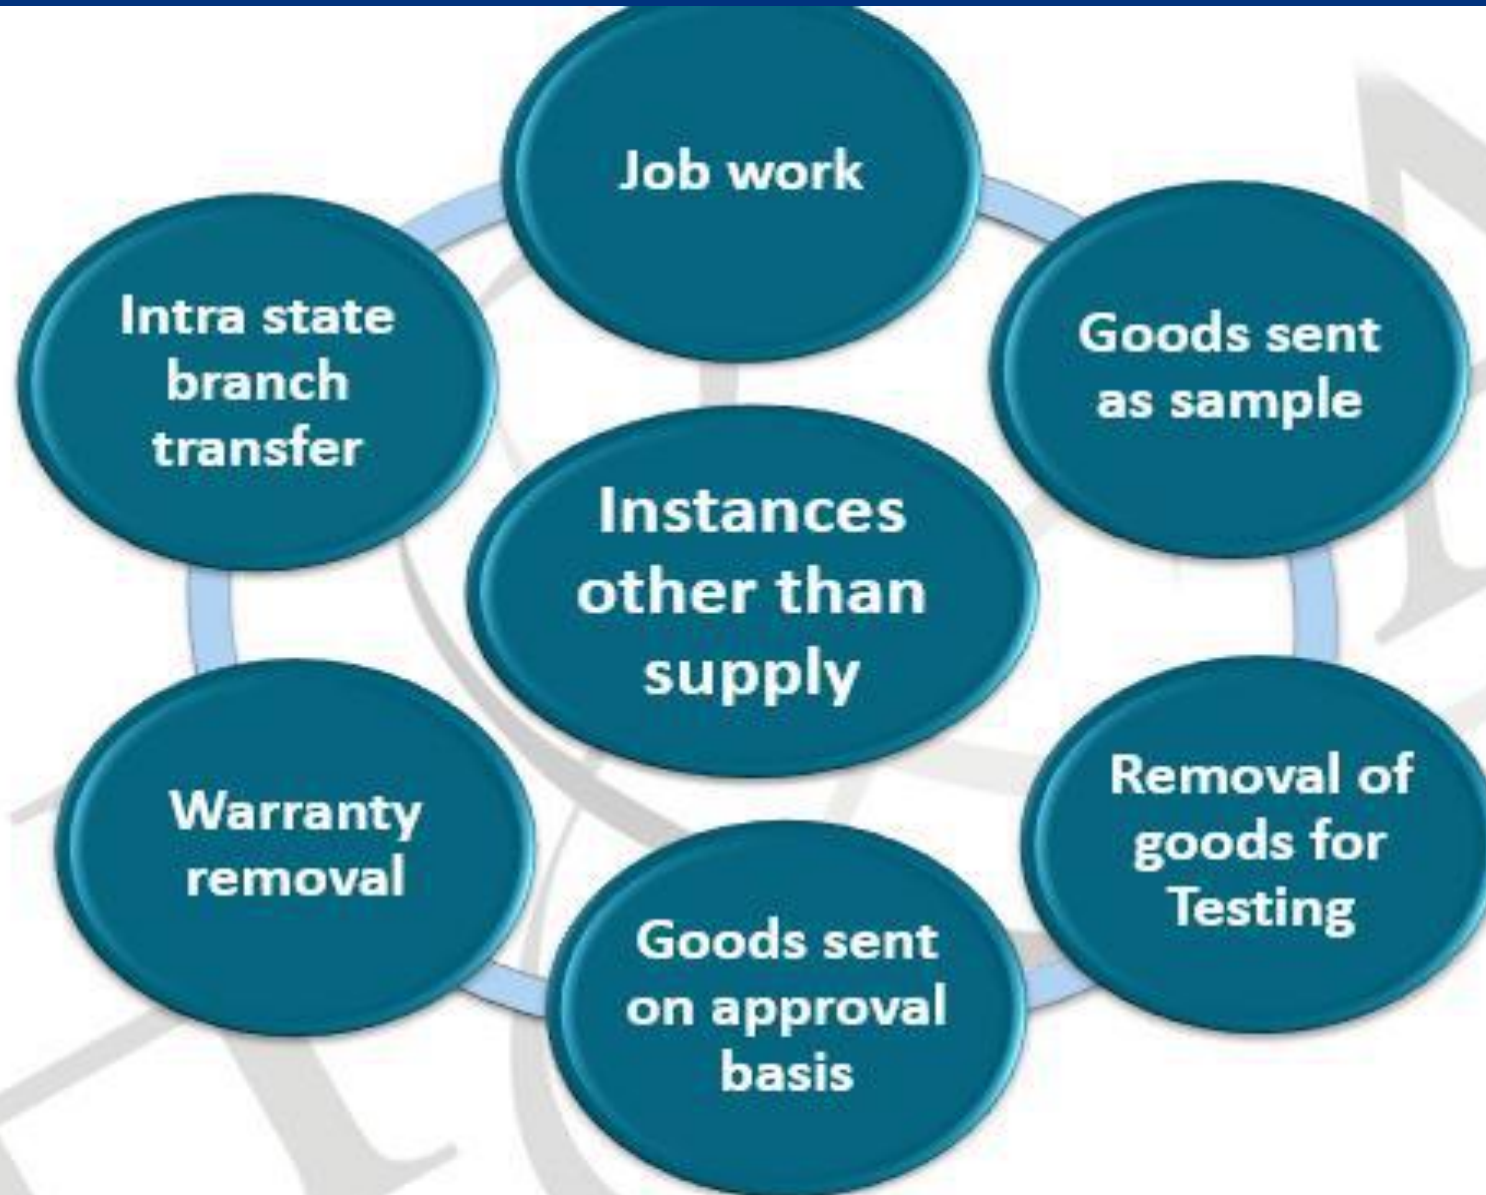 Job work
Goods sent
as sample
Removal of
goods for
Testing
Goods sent
on approval
basis
Warranty
removal
Intra state
branch
transfer
Instances
other than
supply